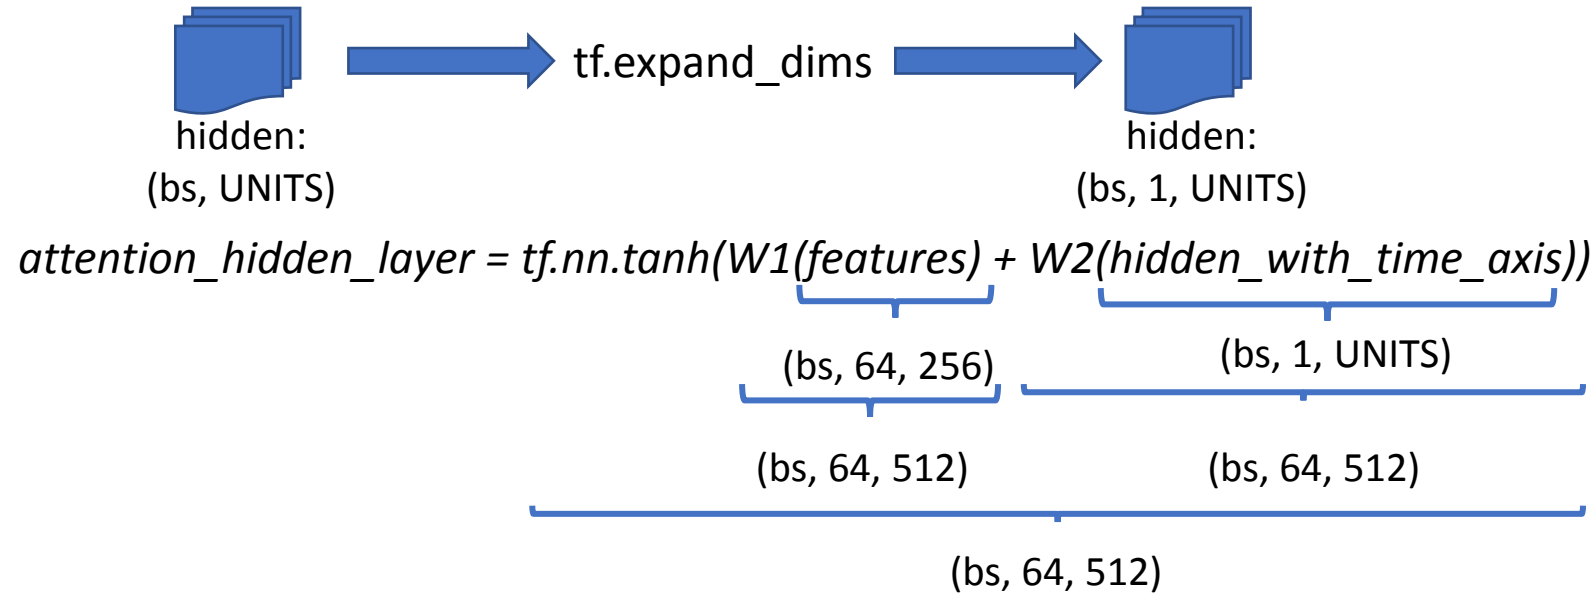 tf.expand_dims
hidden:
(bs, UNITS)
hidden:
(bs, 1, UNITS)
attention_hidden_layer = tf.nn.tanh(W1(features) + W2(hidden_with_time_axis))
(bs, 64, 256)
(bs, 1, UNITS)
(bs, 64, 512)
(bs, 64, 512)
(bs, 64, 512)